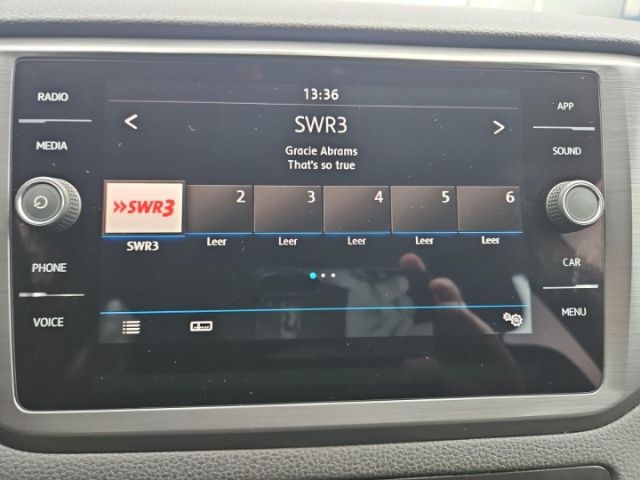 13:36
RADIO
APP
<
SWR3
>
MEDIA
Gracie Abrams
SOUND
That's so true
»SWR3
2
3
4
5
6
SWR3
Leer
Leer
Leer
Leer
Leer
PHONE
CAR
VOICE
MENU